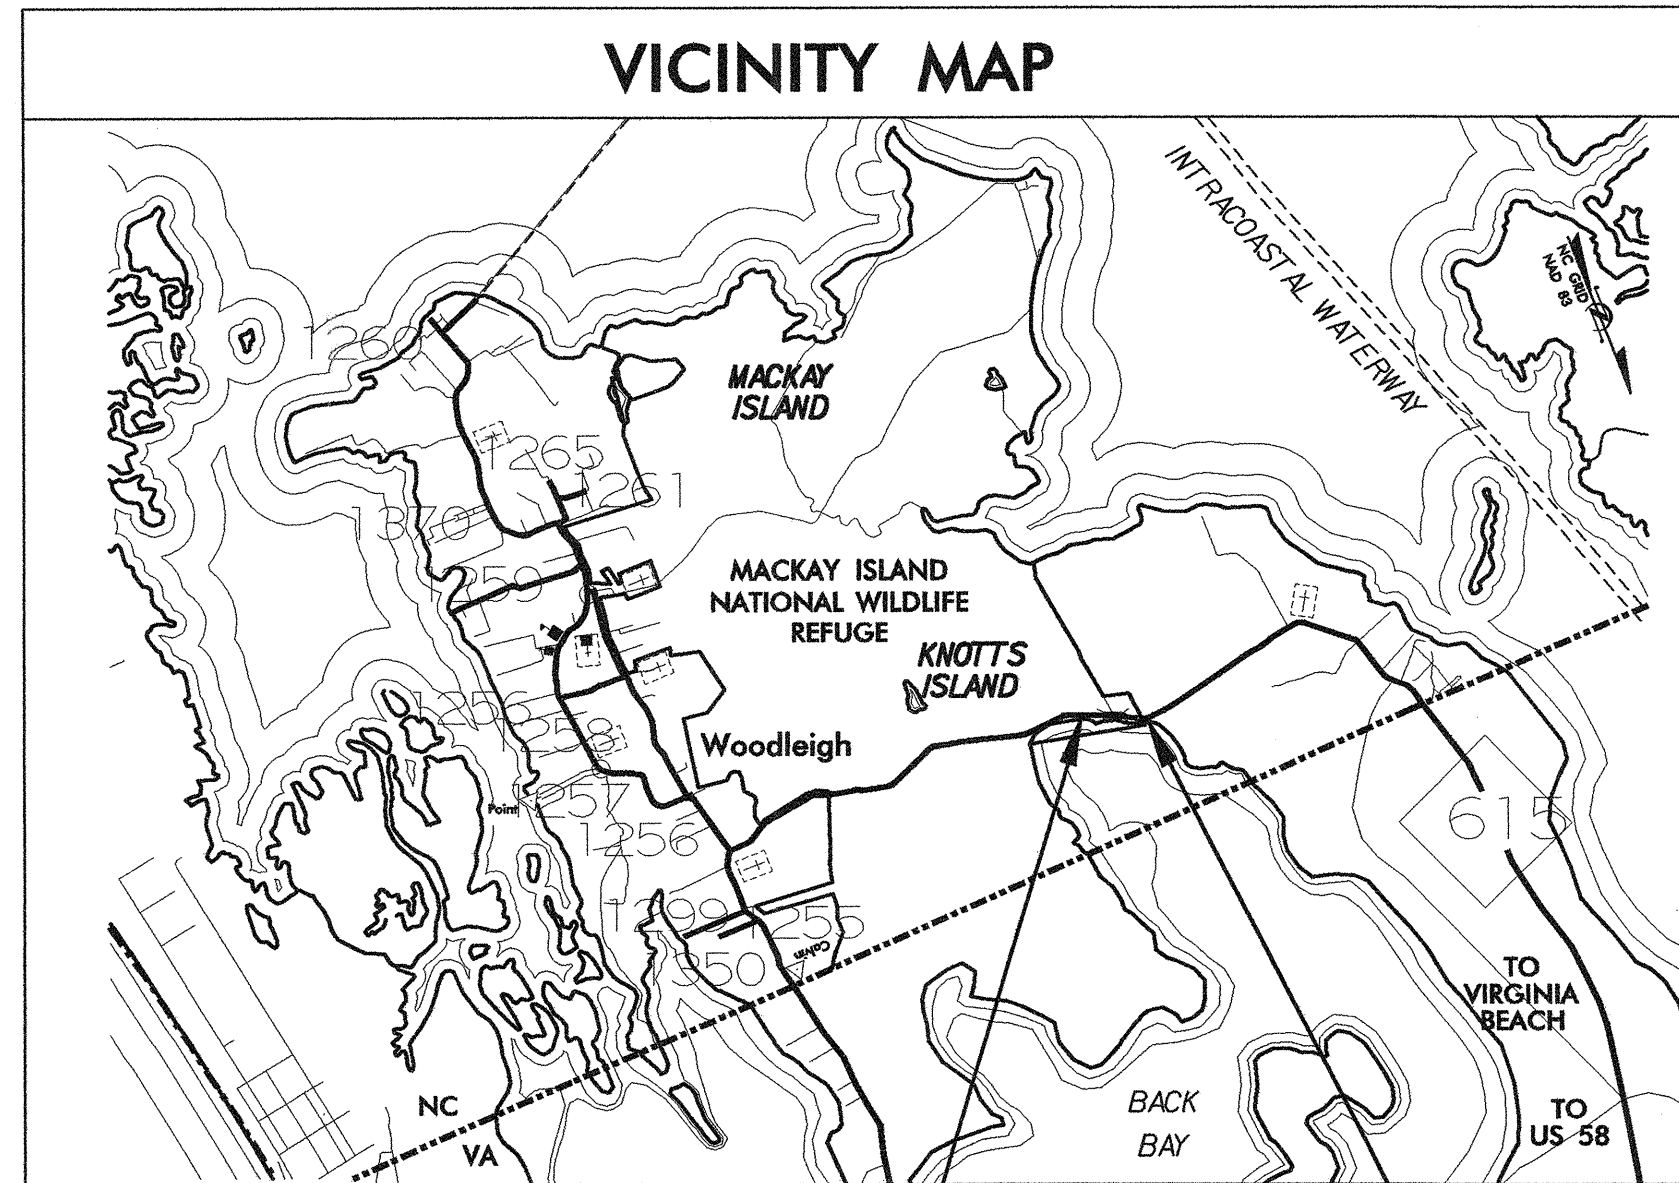 VICINITY MAP
INTRACOASTAL WATERWAY
NC GRID
NAD 83
1260
MACKAY
ISLAND
1265
1261
1370
1259
MACKAY ISLAND
NATIONAL WILDLIFE
REFUGE
KNOTTS
ISLAND
1256
1258
Woodleigh
Point
1257
1256
615
1299
1255
Calvin
1350
TO
VIRGINIA
BEACH
NC
VA
BACK
BAY
TO
US 58